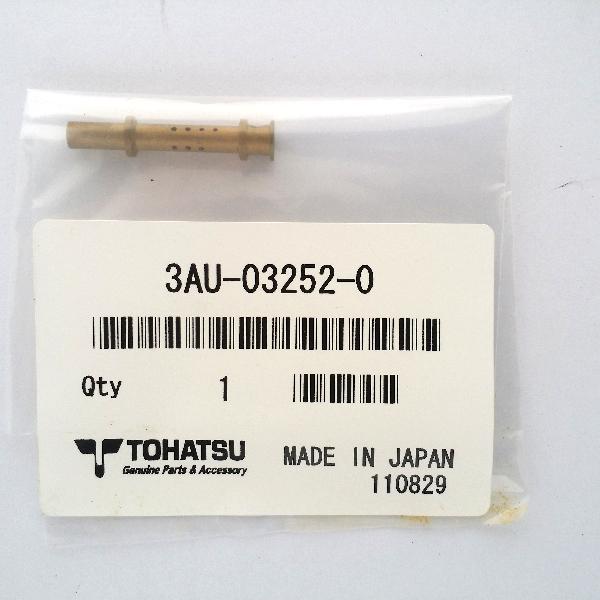 3AU-03252-0
Qty 1
TOHATSU
Genuine Parts & Accessory
MADE IN JAPAN
110829